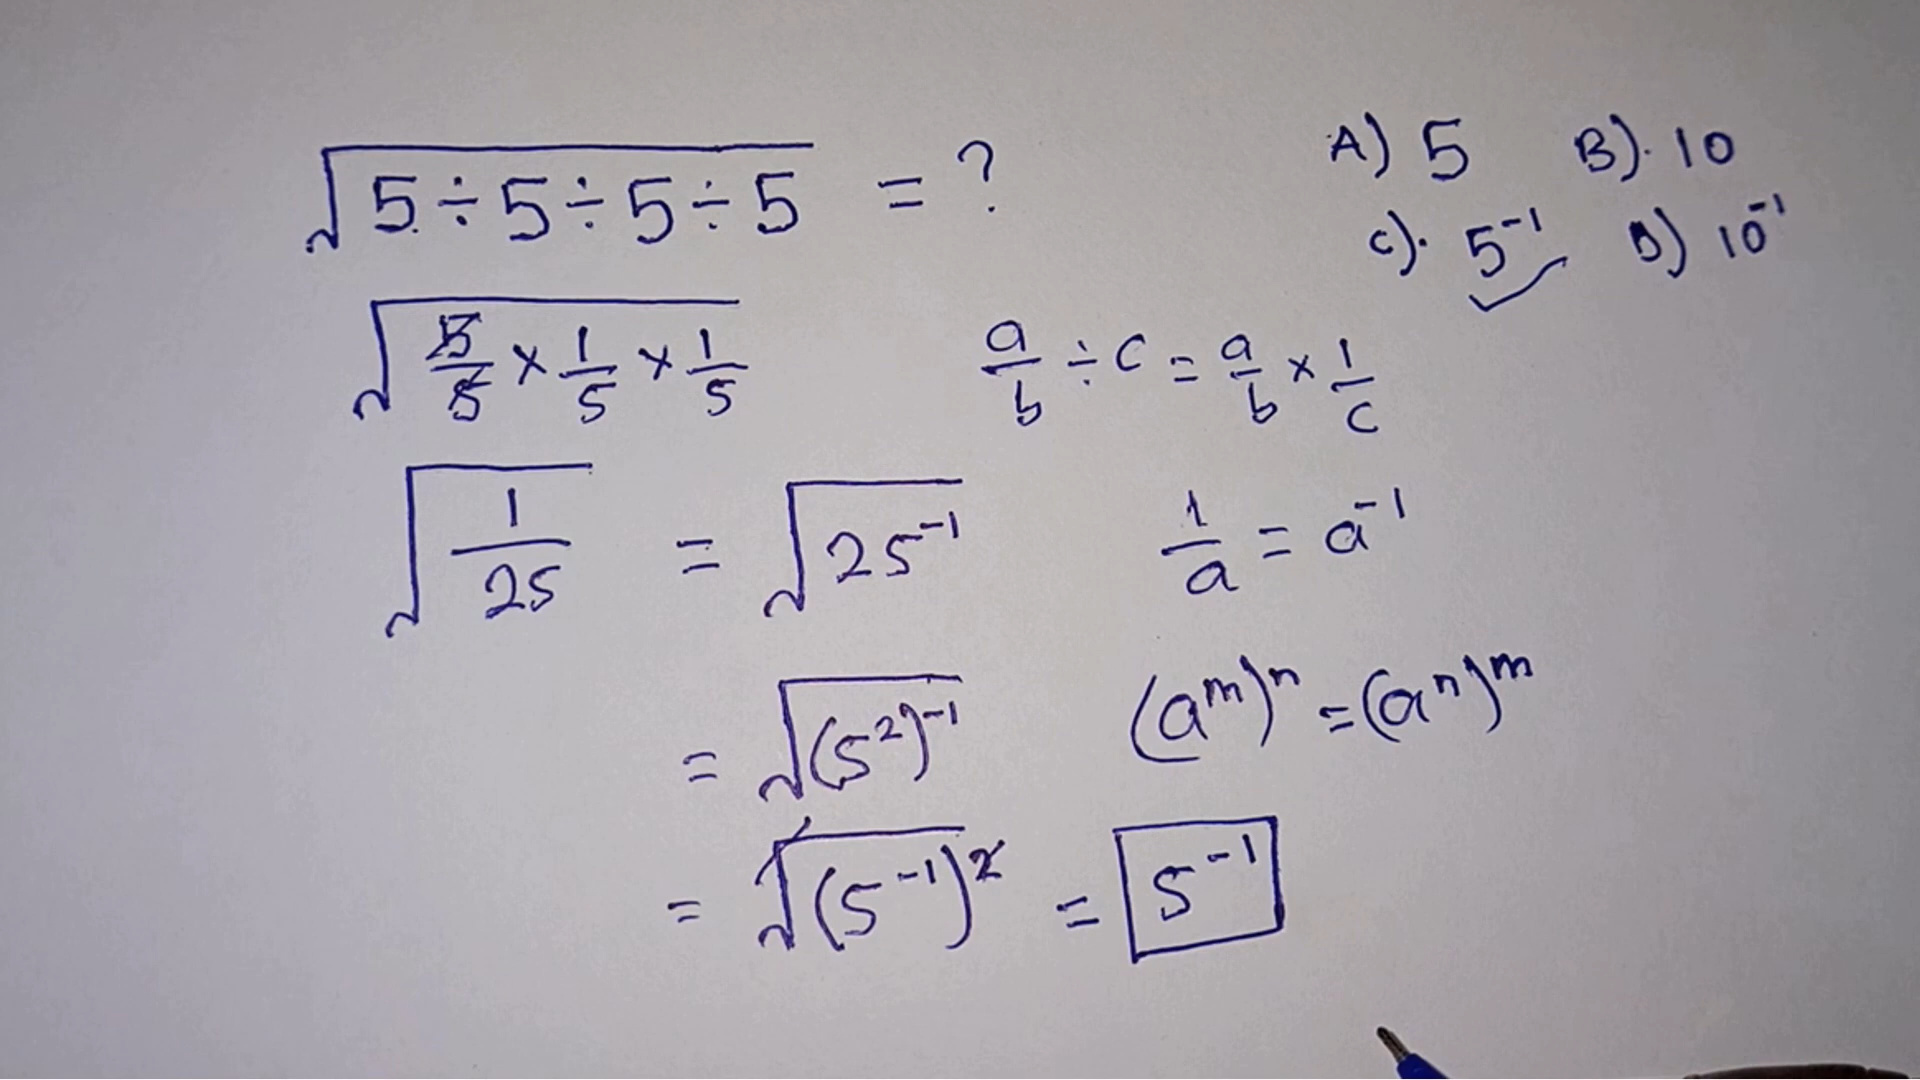 √(5÷5÷5÷5) = ?
A) 5 B). 10
C). 5⁻¹ D) 10⁻¹
√(5/5 × 1/5 × 1/5)
a/b ÷ c = a/b × 1/c
√(1/25) = √(25⁻¹)
1/a = a⁻¹
= √((5²)⁻¹)
(aᵐ)ⁿ = (aⁿ)ᵐ
= √((5⁻¹)²) = 5⁻¹